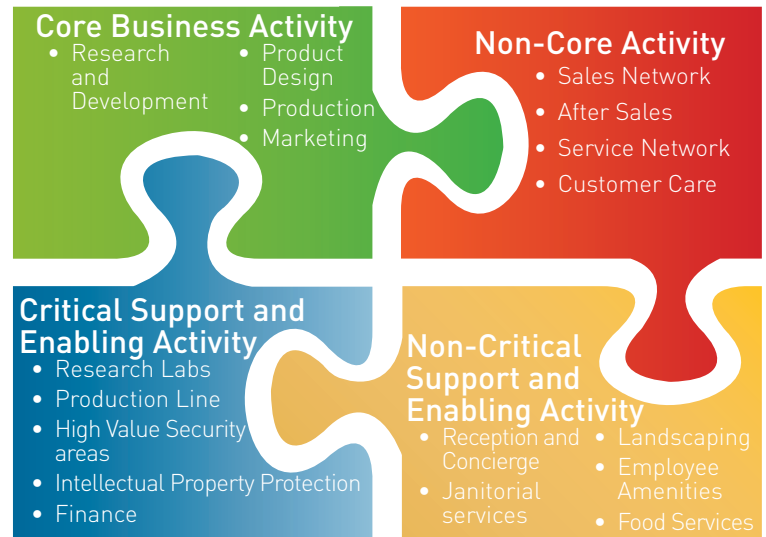 Core Business Activity
• Research
and
Development
• Product
Design
• Production
• Marketing
Non-Core Activity
• Sales Network
• After Sales
• Service Network
• Customer Care
Critical Support and
Enabling Activity
• Research Labs
• Production Line
• High Value Security
areas
• Intellectual Property Protection
• Finance
Non-Critical
Support and
Enabling Activity
• Reception and
Concierge
• Janitorial
services
• Landscaping
• Employee
Amenities
• Food Services